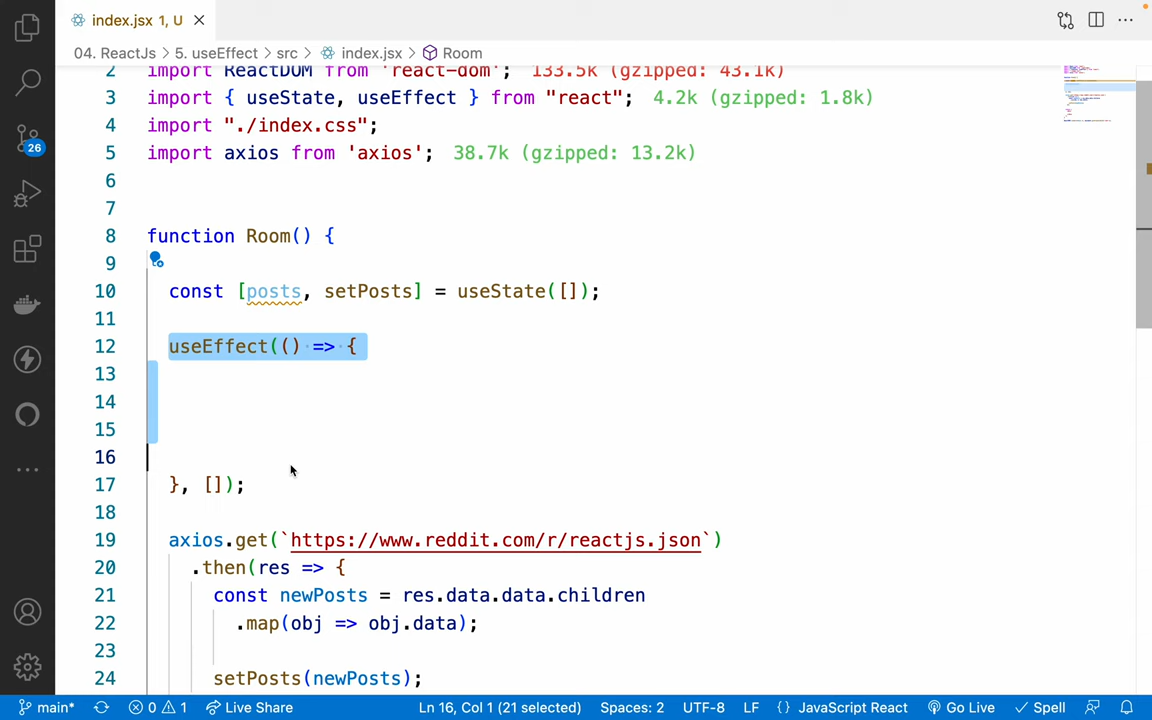 index.jsx 1, U
04. ReactJs > 5. useEffect > src > index.jsx > Room
2 import ReactDOM from 'react-dom'; 133.5k (gzipped: 43.1k)
3 import { useState, useEffect } from "react"; 4.2k (gzipped: 1.8k)
4 import "./index.css";
5 import axios from 'axios'; 38.7k (gzipped: 13.2k)
6
7
8 function Room() {
9
10 const [posts, setPosts] = useState([]);
11
12 useEffect(() => {
13
14
15
16
17 }, []);
18
19 axios.get(`https://www.reddit.com/r/reactjs.json`)
20 .then(res => {
21 const newPosts = res.data.data.children
22 .map(obj => obj.data);
23
24 setPosts(newPosts);
26
main* 0 1 Live Share Ln 16, Col 1 (21 selected) Spaces: 2 UTF-8 LF {} JavaScript React Go Live Spell